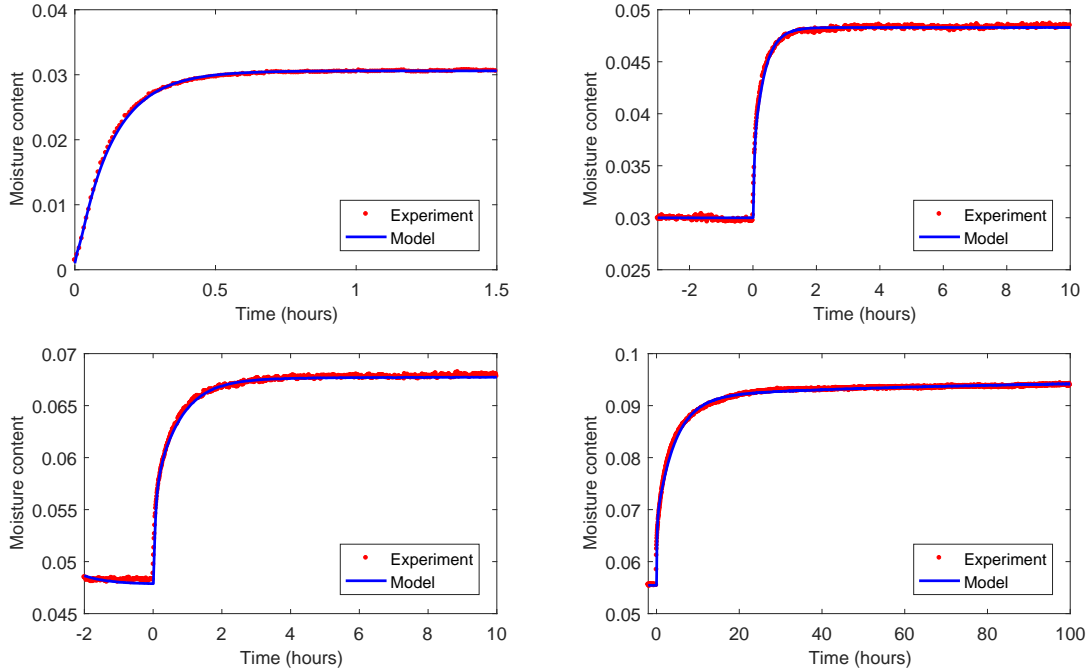 0.04
0.03
0.02
0.01
0
Moisture content
Experiment
Model
0 0.5 1 1.5
Time (hours)
0.05
0.045
0.04
0.035
0.03
0.025
Moisture content
Experiment
Model
-2 0 2 4 6 8 10
Time (hours)
0.07
0.065
0.06
0.055
0.05
0.045
Moisture content
Experiment
Model
-2 0 2 4 6 8 10
Time (hours)
0.1
0.09
0.08
0.07
0.06
0.05
Moisture content
Experiment
Model
0 20 40 60 80 100
Time (hours)